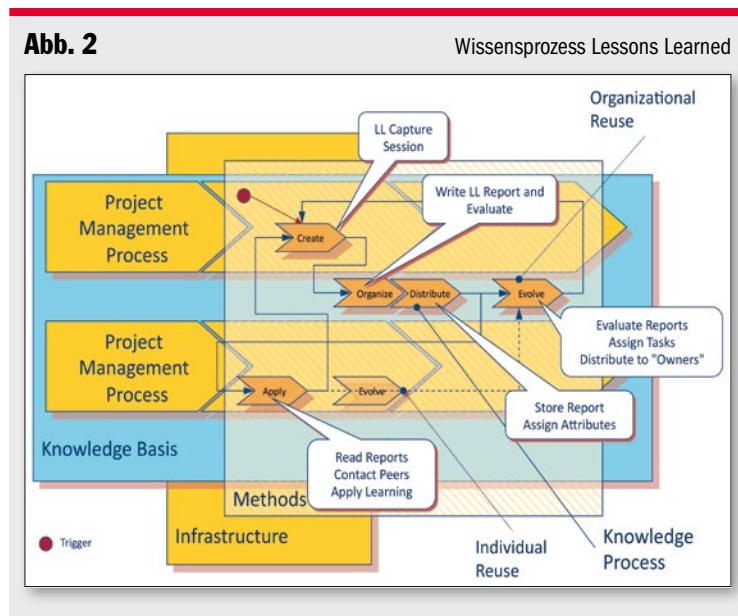 Abb. 2
Wissensprozess Lessons Learned
Organizational
Reuse
LL Capture
Session
Write LL Report and
Evaluate
Project
Management
Process
Create
Organize
Distribute
Evolve
Evaluate Reports
Assign Tasks
Distribute to "Owners"
Project
Management
Process
Apply
Evolve
Store Report
Assign Attributes
Knowledge Basis
Read Reports
Contact Peers
Apply Learning
Methods
Infrastructure
Trigger
Individual
Reuse
Knowledge
Process